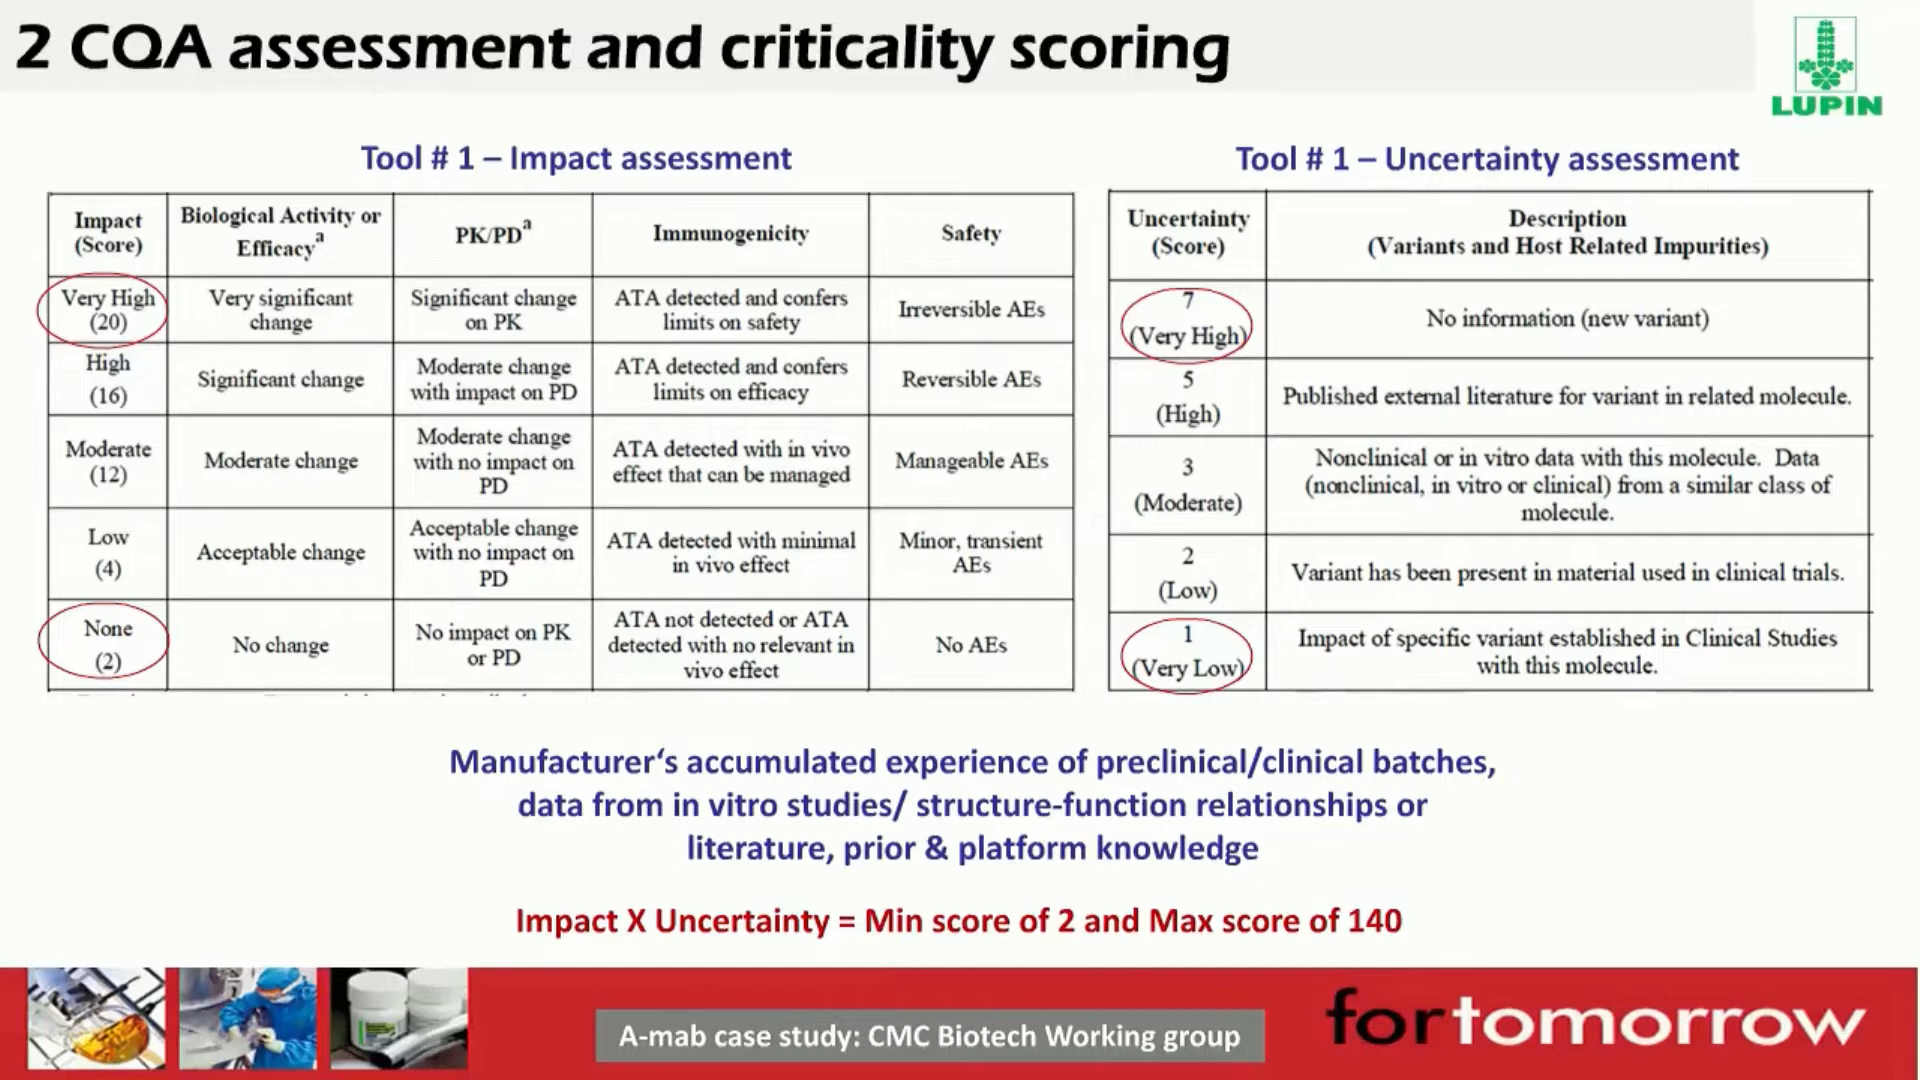 2 CQA assessment and criticality scoring
LUPIN
Tool # 1 – Impact assessment
Impact
(Score)
Biological Activity or
Efficacyª
PK/PDª
Immunogenicity
Safety
Very High
(20)
Very significant
change
Significant change
on PK
ATA detected and confers
limits on safety
Irreversible AEs
High
(16)
Significant change
Moderate change
with impact on PD
ATA detected and confers
limits on efficacy
Reversible AEs
Moderate
(12)
Moderate change
Moderate change
with no impact on
PD
ATA detected with in vivo
effect that can be managed
Manageable AEs
Low
(4)
Acceptable change
Acceptable change
with no impact on
PD
ATA detected with minimal
in vivo effect
Minor, transient
AEs
None
(2)
No change
No impact on PK
or PD
ATA not detected or ATA
detected with no relevant in
vivo effect
No AEs
Tool # 1 – Uncertainty assessment
Uncertainty
(Score)
Description
(Variants and Host Related Impurities)
7
(Very High)
No information (new variant)
5
(High)
Published external literature for variant in related molecule.
3
(Moderate)
Nonclinical or in vitro data with this molecule. Data
(nonclinical, in vitro or clinical) from a similar class of
molecule.
2
(Low)
Variant has been present in material used in clinical trials.
1
(Very Low)
Impact of specific variant established in Clinical Studies
with this molecule.
Manufacturer‘s accumulated experience of preclinical/clinical batches,
data from in vitro studies/ structure-function relationships or
literature, prior & platform knowledge
Impact X Uncertainty = Min score of 2 and Max score of 140
A-mab case study: CMC Biotech Working group
fortomorrow